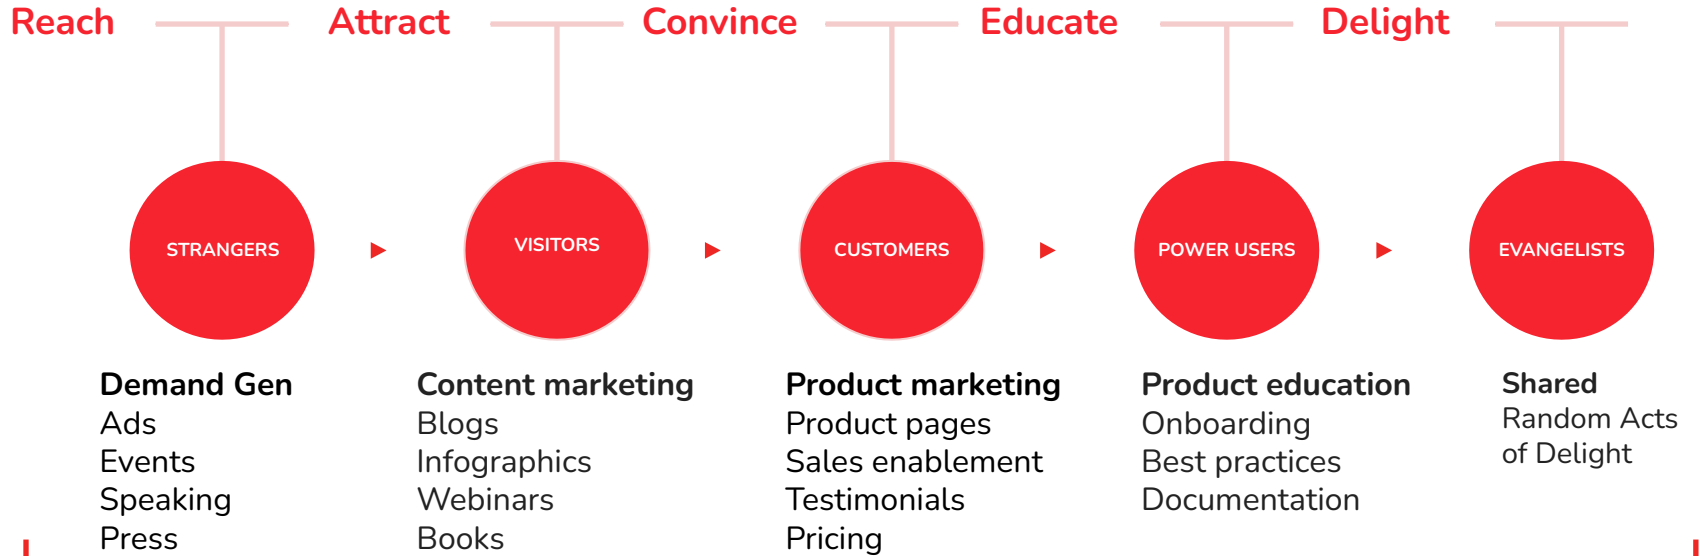 Reach
Attract
Convince
Educate
Delight
STRANGERS
VISITORS
CUSTOMERS
POWER USERS
EVANGELISTS
Demand Gen
Ads
Events
Speaking
Press
Content marketing
Blogs
Infographics
Webinars
Books
Product marketing
Product pages
Sales enablement
Testimonials
Pricing
Product education
Onboarding
Best practices
Documentation
Shared
Random Acts
of Delight